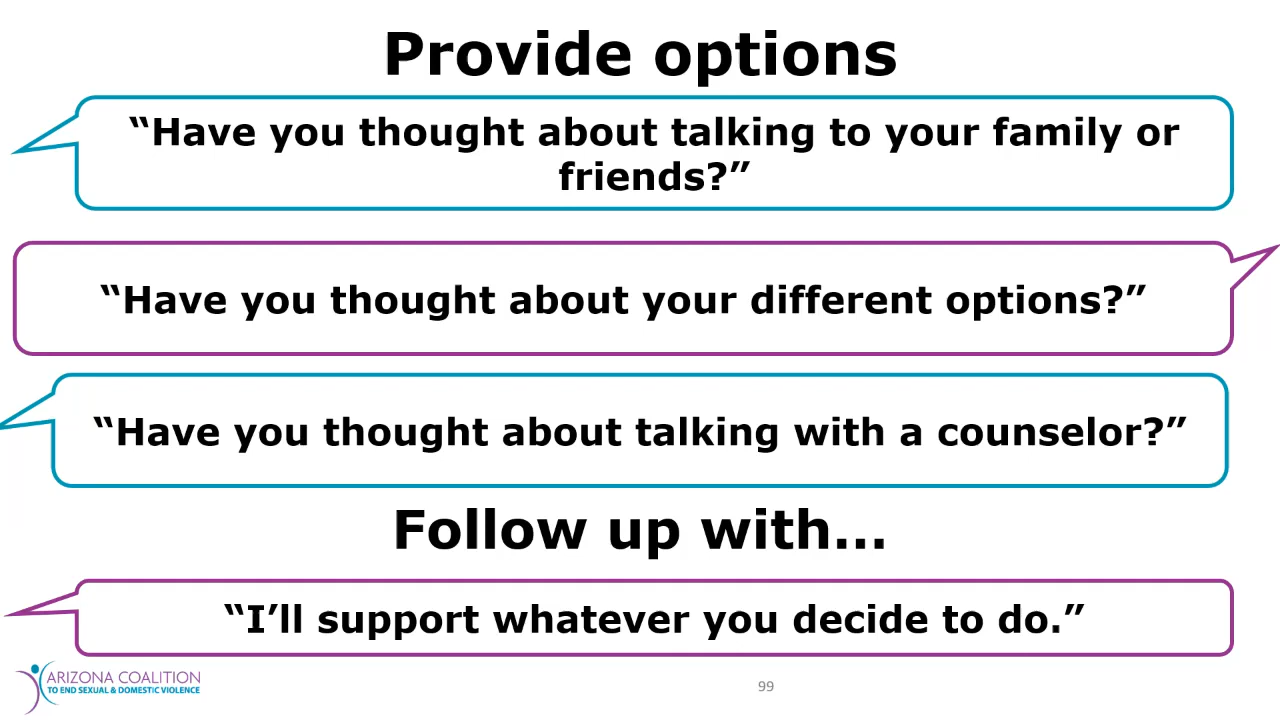 Provide options
“Have you thought about talking to your family or
friends?”
“Have you thought about your different options?”
“Have you thought about talking with a counselor?”
Follow up with...
“I’ll support whatever you decide to do.”
ARIZONA COALITION
TO END SEXUAL & DOMESTIC VIOLENCE
99